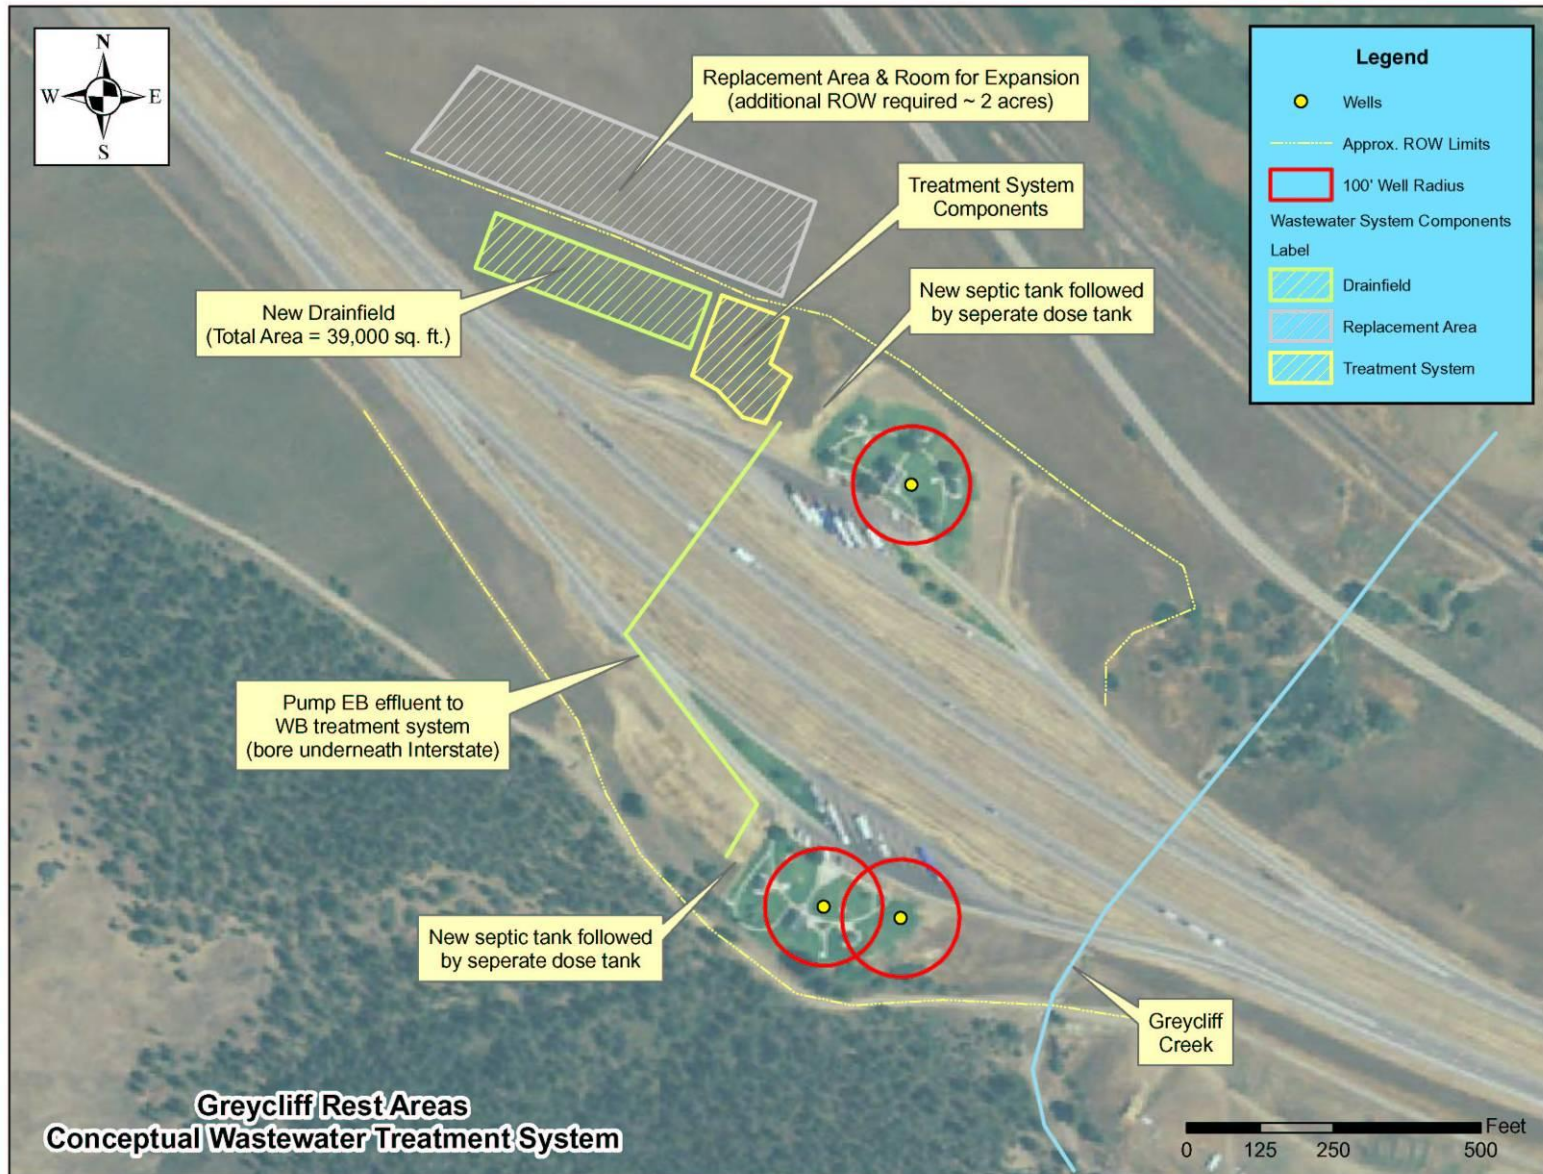 N
W E
S
Replacement Area & Room for Expansion
(additional ROW required ~ 2 acres)
Treatment System
Components
New septic tank followed
by seperate dose tank
New Drainfield
(Total Area = 39,000 sq. ft.)
Pump EB effluent to
WB treatment system
(bore underneath Interstate)
New septic tank followed
by seperate dose tank
Greycliff
Creek
Legend
Wells
Approx. ROW Limits
100' Well Radius
Wastewater System Components
Label
Drainfield
Replacement Area
Treatment System
Greycliff Rest Areas
Conceptual Wastewater Treatment System
Feet
0 125 250 500